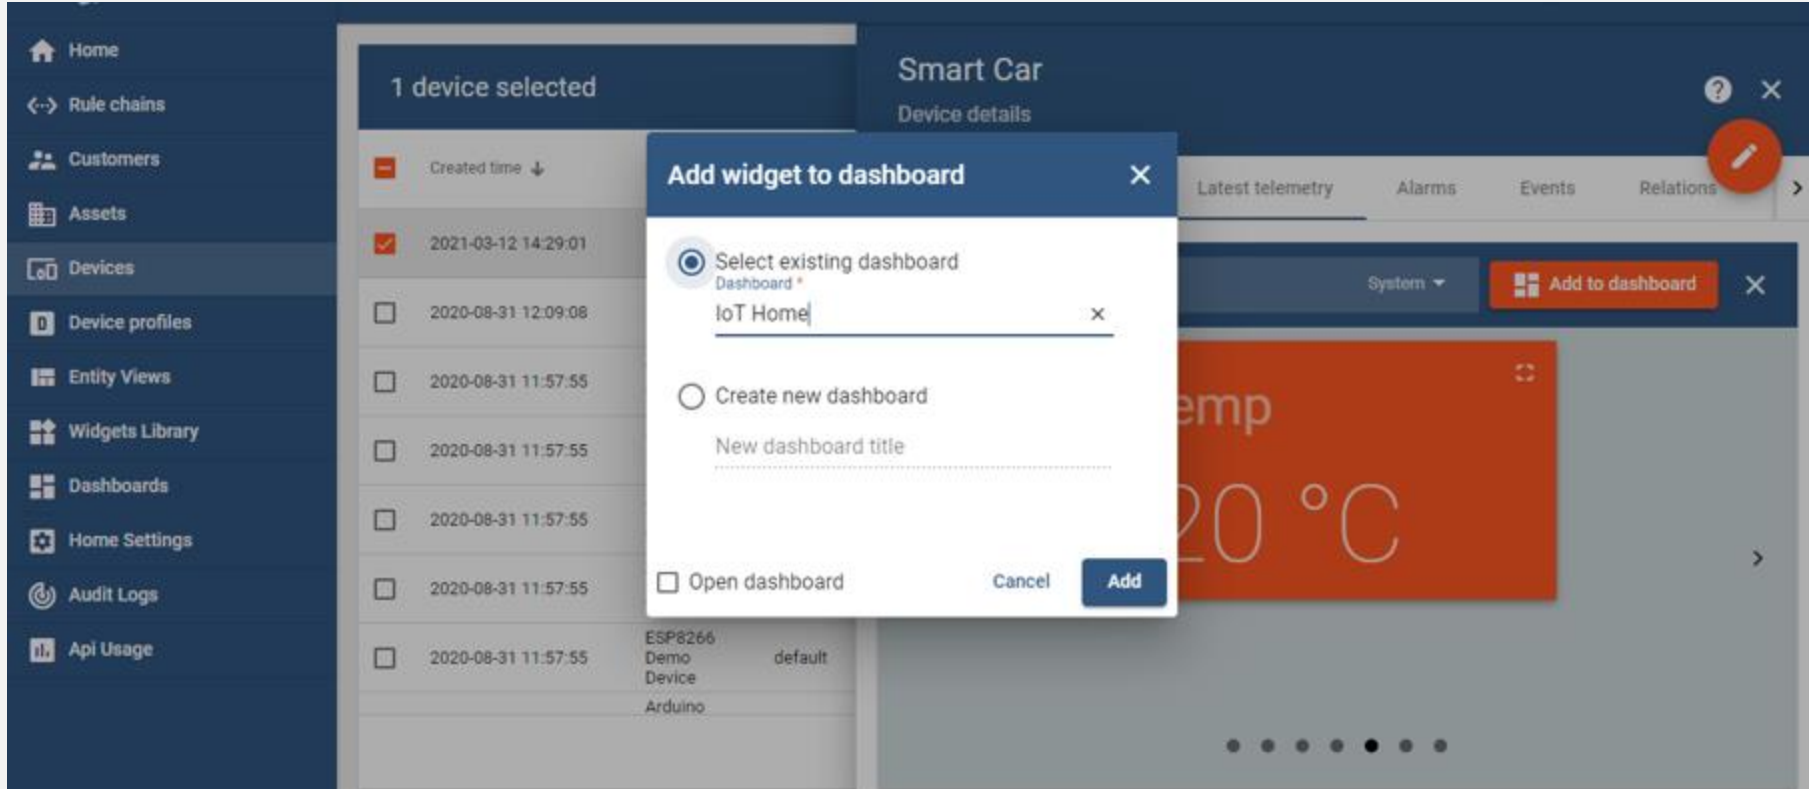 Home
Rule chains
Customers
Assets
Devices
Device profiles
Entity Views
Widgets Library
Dashboards
Home Settings
Audit Logs
Api Usage
1 device selected
Created time
2021-03-12 14:29:01
2020-08-31 12:09:08
2020-08-31 11:57:55
2020-08-31 11:57:55
2020-08-31 11:57:55
2020-08-31 11:57:55
2020-08-31 11:57:55
ESP8266
Demo
Device
default
Arduino
Smart Car
Device details
Latest telemetry Alarms Events Relations
System
Add to dashboard
emp
20 °C
Add widget to dashboard
Select existing dashboard
Dashboard *
IoT Home
Create new dashboard
New dashboard title
Open dashboard
Cancel
Add